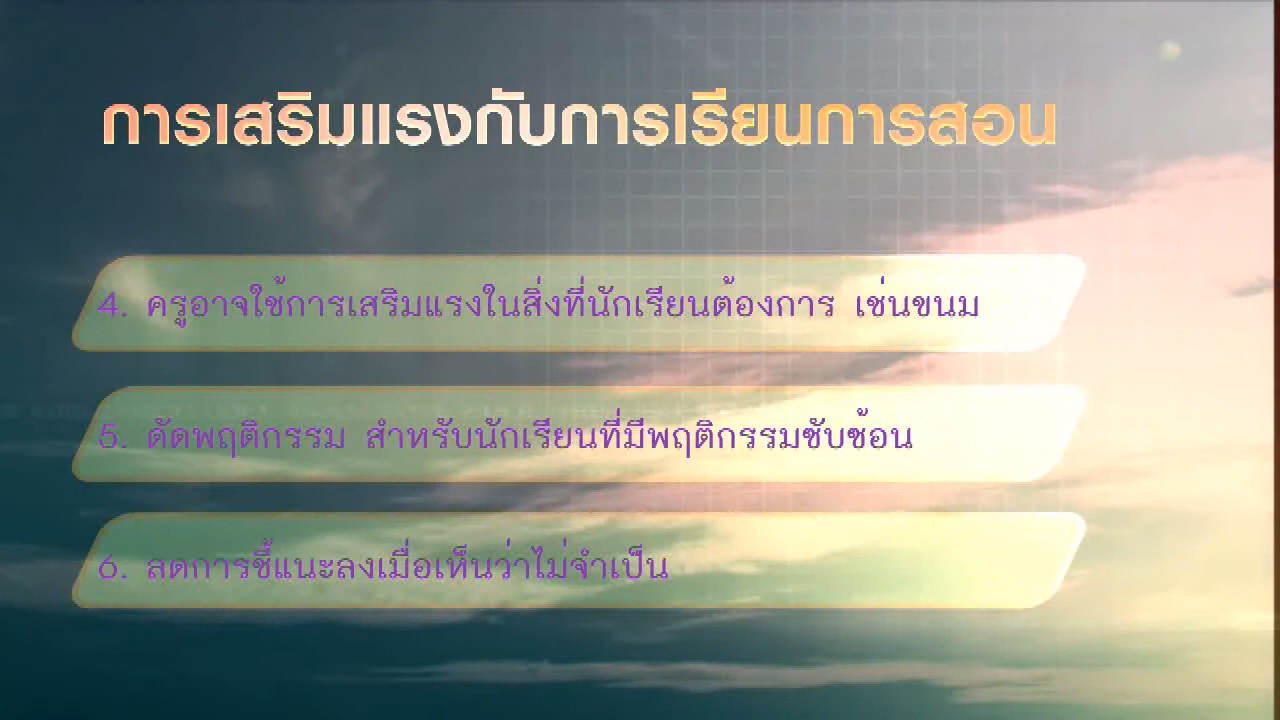 การเสริมแรงกับการเรียนการสอน
4. ครูอาจใช้การเสริมแรงในสิ่งที่นักเรียนต้องการ เช่นขนม
5. ดัดพฤติกรรม สำหรับนักเรียนที่มีพฤติกรรมซับซ้อน
6. ลดการชี้แนะลงเมื่อเห็นว่าไม่จำเป็น